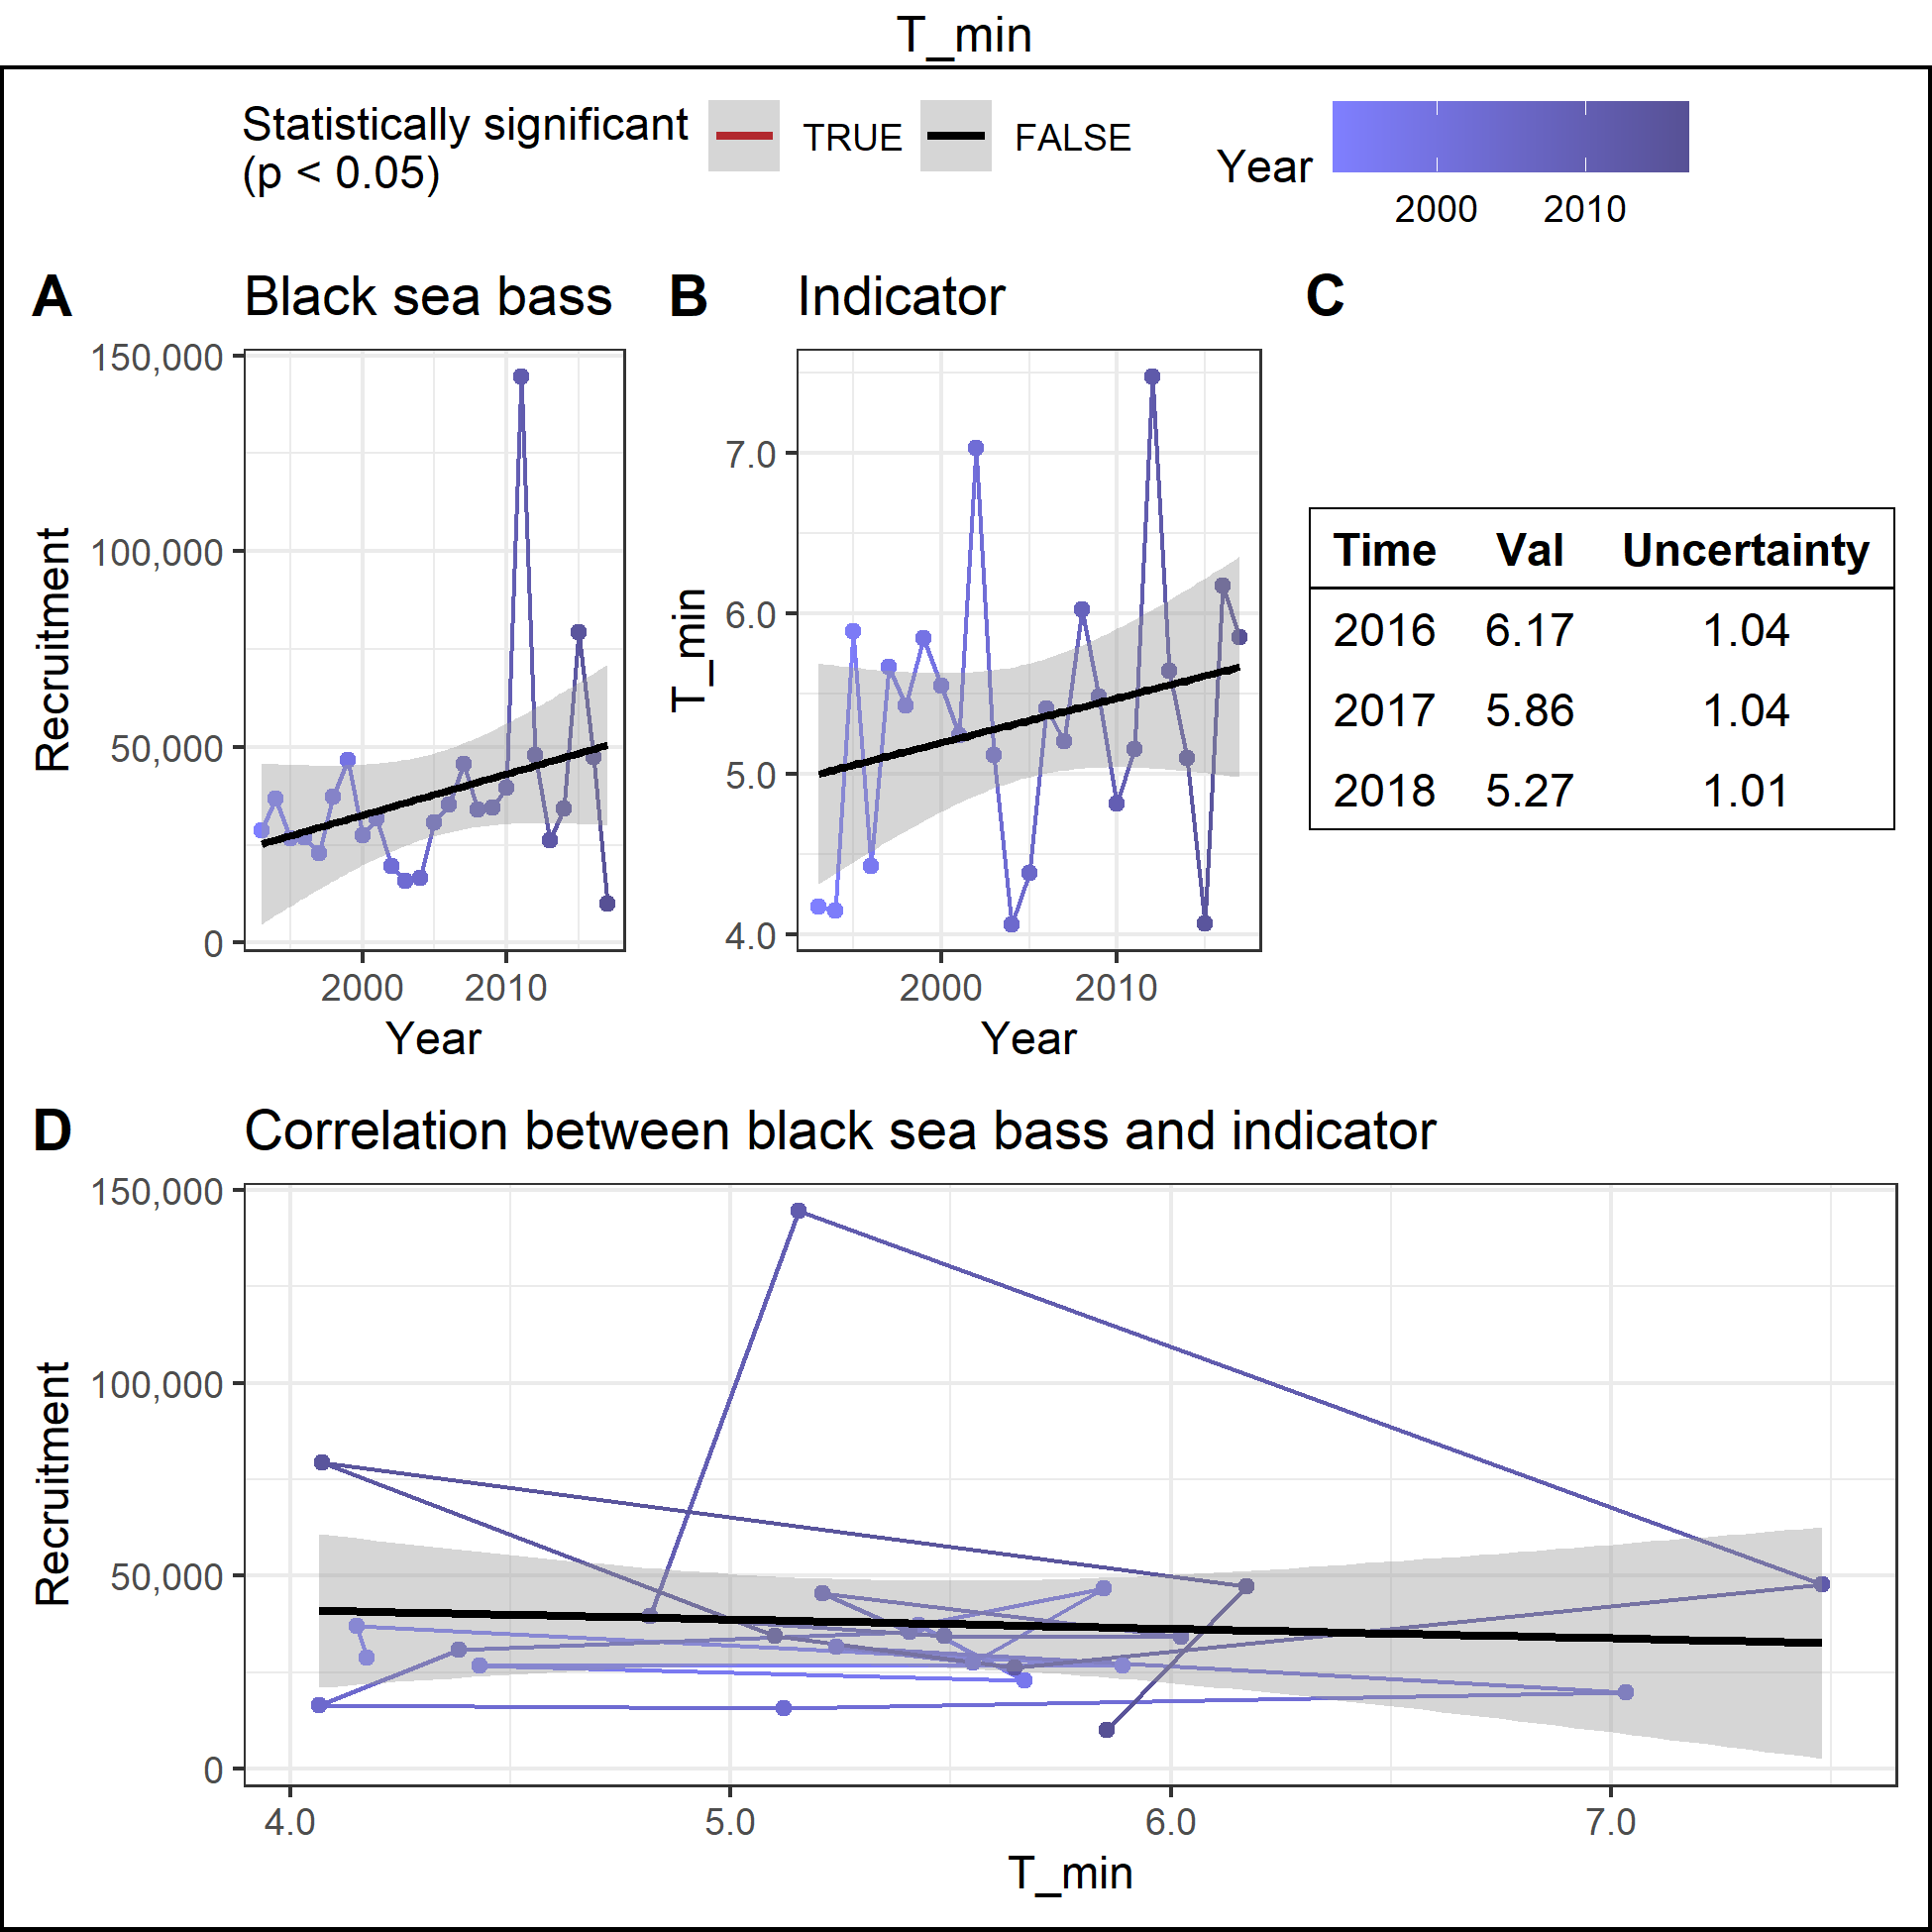 T_min
Statistically significant
(p < 0.05)
TRUE
FALSE
Year
2000
2010
A
Black sea bass
150,000
100,000
50,000
0
Recruitment
2000
2010
Year
B
Indicator
7.0
6.0
5.0
4.0
T_min
2000
2010
Year
C
Time Val Uncertainty
2016 6.17 1.04
2017 5.86 1.04
2018 5.27 1.01
D
Correlation between black sea bass and indicator
150,000
100,000
50,000
0
Recruitment
4.0
5.0
6.0
7.0
T_min